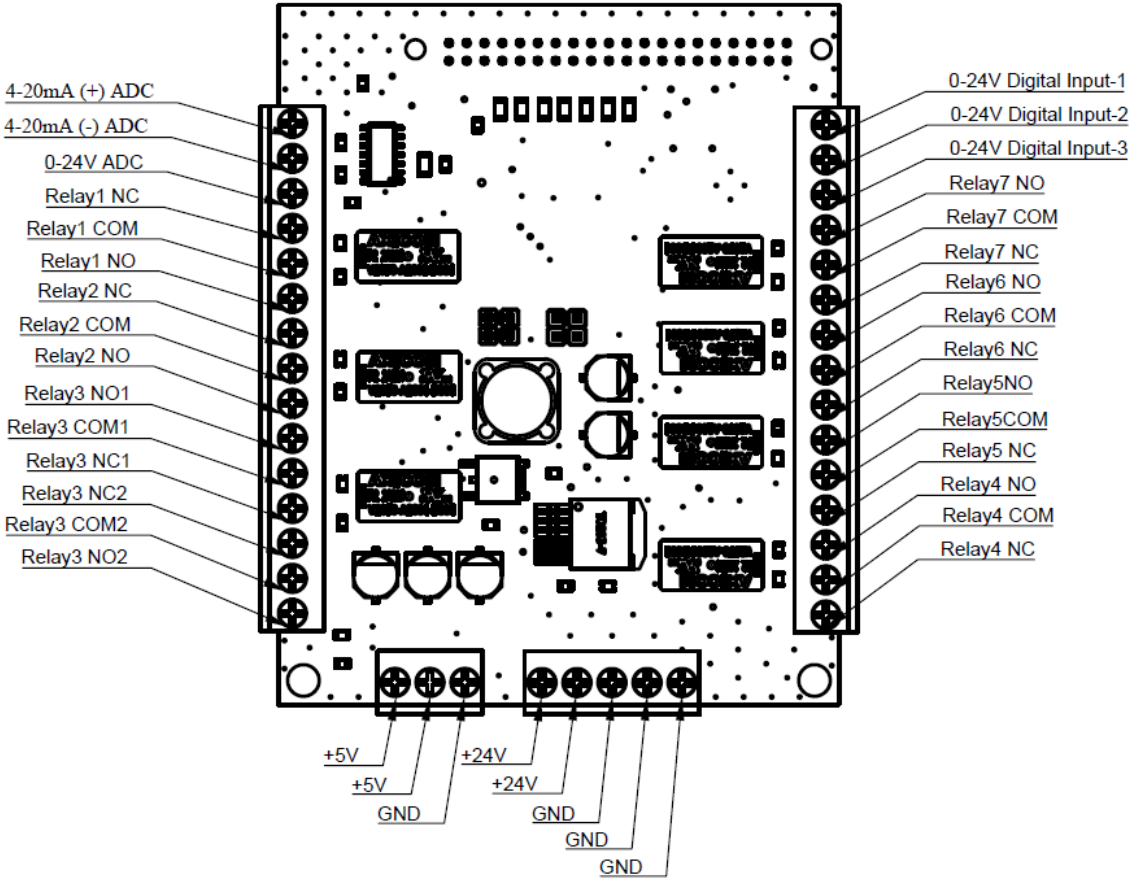 4-20mA (+) ADC
4-20mA (-) ADC
0-24V ADC
Relay1 NC
Relay1 COM
Relay1 NO
Relay2 NC
Relay2 COM
Relay2 NO
Relay3 NO1
Relay3 COM1
Relay3 NC1
Relay3 NC2
Relay3 COM2
Relay3 NO2
0-24V Digital Input-1
0-24V Digital Input-2
0-24V Digital Input-3
Relay7 NO
Relay7 COM
Relay7 NC
Relay6 NO
Relay6 COM
Relay6 NC
Relay5NO
Relay5COM
Relay5 NC
Relay4 NO
Relay4 COM
Relay4 NC
+5V
+5V
GND
+24V
+24V
GND
GND
GND